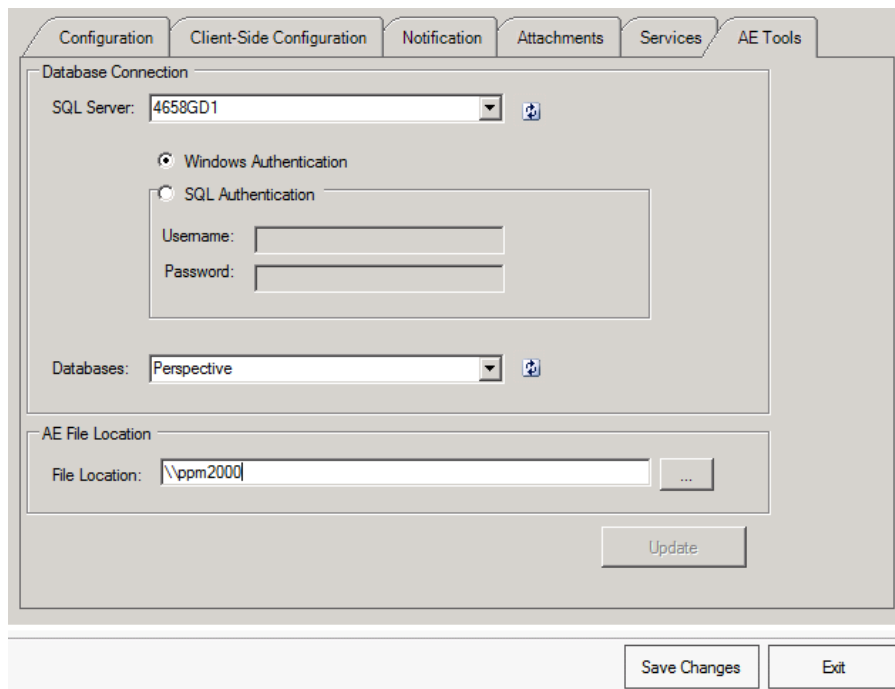 Configuration Client-Side Configuration Notification Attachments Services AE Tools
Database Connection
SQL Server: 4658GD1
Windows Authentication
SQL Authentication
Username:
Password:
Databases: Perspective
AE File Location
File Location: \\ppm2000 ...
Update
Save Changes Exit